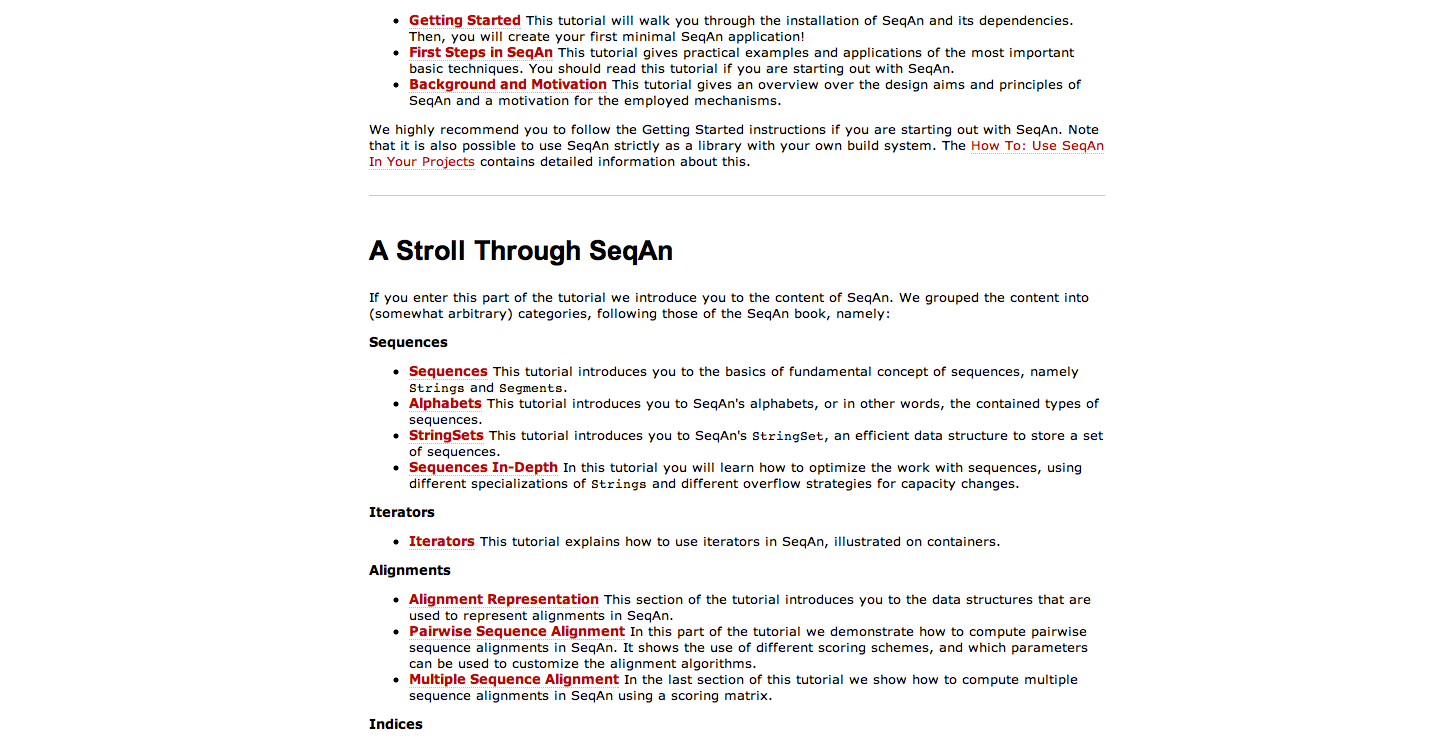 Getting Started This tutorial will walk you through the installation of SeqAn and its dependencies.
Then, you will create your first minimal SeqAn application!
First Steps in SeqAn This tutorial gives practical examples and applications of the most important
basic techniques. You should read this tutorial if you are starting out with SeqAn.
Background and Motivation This tutorial gives an overview over the design aims and principles of
SeqAn and a motivation for the employed mechanisms.
We highly recommend you to follow the Getting Started instructions if you are starting out with SeqAn. Note
that it is also possible to use SeqAn strictly as a library with your own build system. The How To: Use SeqAn
In Your Projects contains detailed information about this.
A Stroll Through SeqAn
If you enter this part of the tutorial we introduce you to the content of SeqAn. We grouped the content into
(somewhat arbitrary) categories, following those of the SeqAn book, namely:
Sequences
Sequences This tutorial introduces you to the basics of fundamental concept of sequences, namely
Strings and Segments.
Alphabets This tutorial introduces you to SeqAn's alphabets, or in other words, the contained types of
sequences.
StringSets This tutorial introduces you to SeqAn's StringSet, an efficient data structure to store a set
of sequences.
Sequences In-Depth In this tutorial you will learn how to optimize the work with sequences, using
different specializations of Strings and different overflow strategies for capacity changes.
Iterators
Iterators This tutorial explains how to use iterators in SeqAn, illustrated on containers.
Alignments
Alignment Representation This section of the tutorial introduces you to the data structures that are
used to represent alignments in SeqAn.
Pairwise Sequence Alignment In this part of the tutorial we demonstrate how to compute pairwise
sequence alignments in SeqAn. It shows the use of different scoring schemes, and which parameters
can be used to customize the alignment algorithms.
Multiple Sequence Alignment In the last section of this tutorial we show how to compute multiple
sequence alignments in SeqAn using a scoring matrix.
Indices